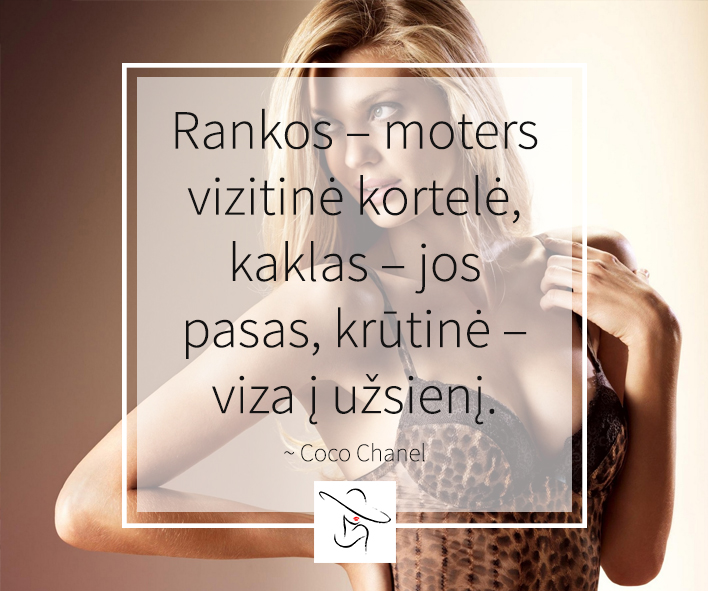 Rankos – moters
vizitinė kortelė,
kaklas – jos
pasas, krūtinė –
viza į užsienį.
~ Coco Chanel